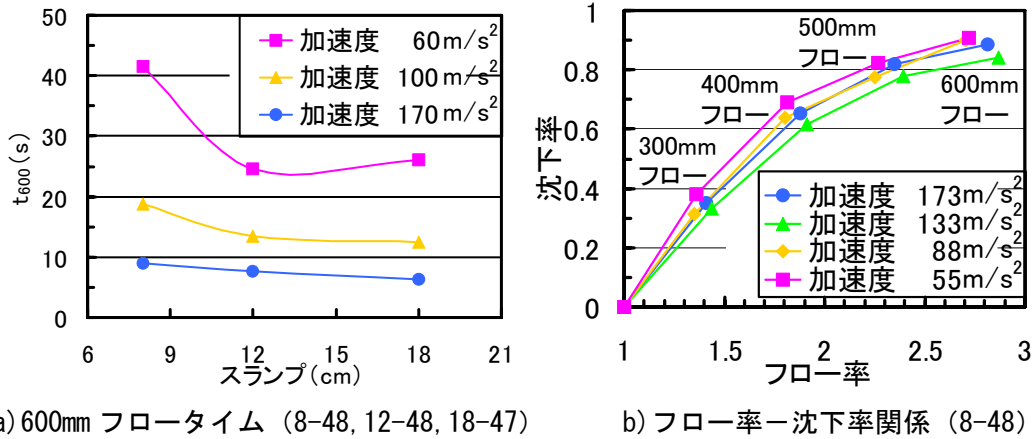 50
40
30
20
10
0
t600(s)
加速度 60m/s2
加速度 100m/s2
加速度 170m/s2
6 9 12 15 18 21
スランプ(cm)
a)600mm フロータイム (8-48,12-48,18-47)
1
0.8
0.6
0.4
0.2
0
沈下率
300mm
フロー
400mm
フロー
500mm
フロー
600mm
フロー
加速度 173m/s2
加速度 133m/s2
加速度 88m/s2
加速度 55m/s2
1 1.5 2 2.5 3
フロー率
b)フロー率－沈下率関係 (8-48)